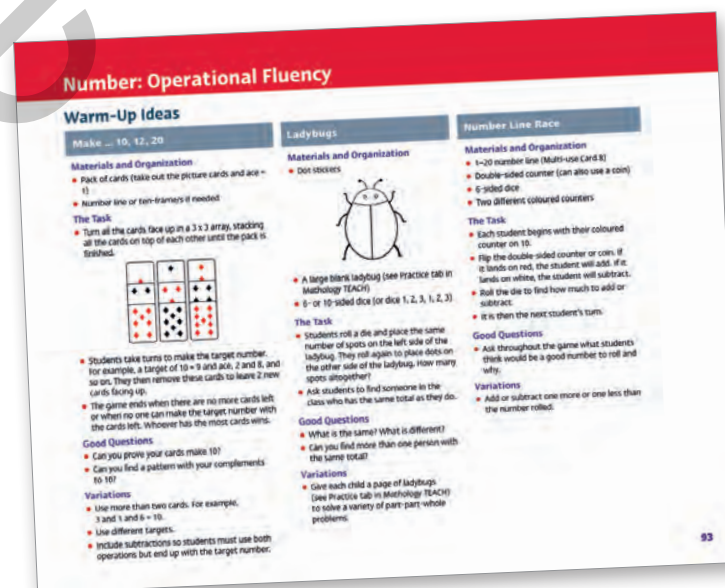 Number: Operational Fluency
Warm-Up Ideas
Make ... 10, 12, 20
Materials and Organization
• Pack of cards (take out the picture cards and ace =
1)
• Number line or ten-framers if needed
The Task
• Turn all the cards face up in a 3 x 3 array, stacking
all the cards on top of each other until the pack is
finished.
• Students take turns to make the target number.
For example, a target of 10 = 9 and ace, 2 and 8, and
so on. They then remove these cards to leave 2 new
cards facing up.
• The game ends when there are no more cards left
or when no one can make the target number with
the cards left. Whoever has the most cards wins.
Good Questions
• Can you prove your cards make 10?
• Can you find a pattern with your complements
to 10?
Variations
• Use more than two cards. For example,
3 and 1 and 6 = 10.
• Use different targets.
• Include subtractions so students must use both
operations but end up with the target number.
Ladybugs
Materials and Organization
• Dot stickers
• A large blank ladybug (see Practice tab in
Mathology TEACH)
• 6- or 10-sided dice (or dice 1, 2, 3, 1, 2, 3)
The Task
• Students roll a die and place the same
number of spots on the left side of the
ladybug. They roll again to place dots on
the other side of the ladybug. How many
spots altogether?
• Ask students to find someone in the
class who has the same total as they do.
Good Questions
• What is the same? What is different?
• Can you find more than one person with
the same total?
Variations
• Give each child a page of ladybugs
(see Practice tab in Mathology TEACH)
to solve a variety of part-part-whole
problems.
Number Line Race
Materials and Organization
• 1–20 number line (Multi-use Card 8)
• Double-sided counter (can also use a coin)
• 6-sided dice
• Two different coloured counters
The Task
• Each student begins with their coloured
counter on 10.
• Flip the double-sided counter or coin. If
it lands on red, the student will add. If it
lands on white, the student will subtract.
• Roll the die to find how much to add or
subtract.
• It is then the next student's turn.
Good Questions
• Ask throughout the game what students
think would be a good number to roll and
why.
Variations
• Add or subtract one more or one less than
the number rolled.
93